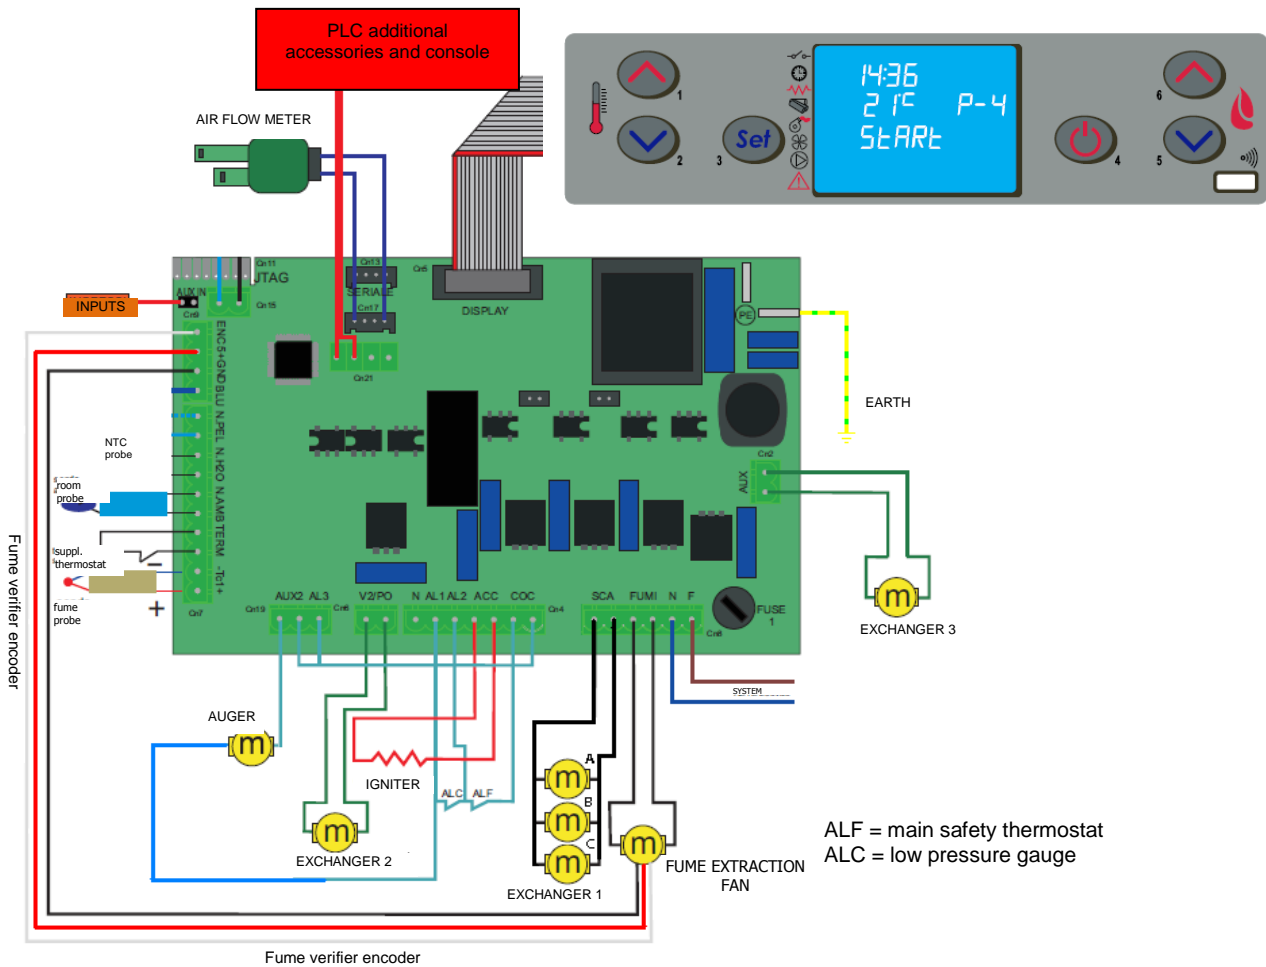 PLC additional
accessories and console
AIR FLOW METER
14:36
21°C P-4
StARt
Set
1
2
3
4
5
6
Cn11
JTAG
AUX IN
INPUTS
Cn9
Cn15
Cn13
SERIALE
Cn17
Cn5
DISPLAY
PE
EARTH
Cn21
ENC 5+ GND BLU N.PEL N.H2O N.AMB TERM -Tc1+
NTC
probe
room
probe
suppl.
thermostat
fume
probe
−
+
Cn7
Cn2
AUX
EXCHANGER 3
Fume verifier encoder
Cn19
AUX2 AL3
Cn6
V2/PO
N AL1 AL2 ACC COC
Cn4
SCA FUMI N F
Cn8
FUSE
1
SYSTEM
AUGER
m
IGNITER
ALC ALF
m
EXCHANGER 2
A
m
B
m
C
m
EXCHANGER 1
m
FUME EXTRACTION
FAN
m
ALF = main safety thermostat
ALC = low pressure gauge
Fume verifier encoder